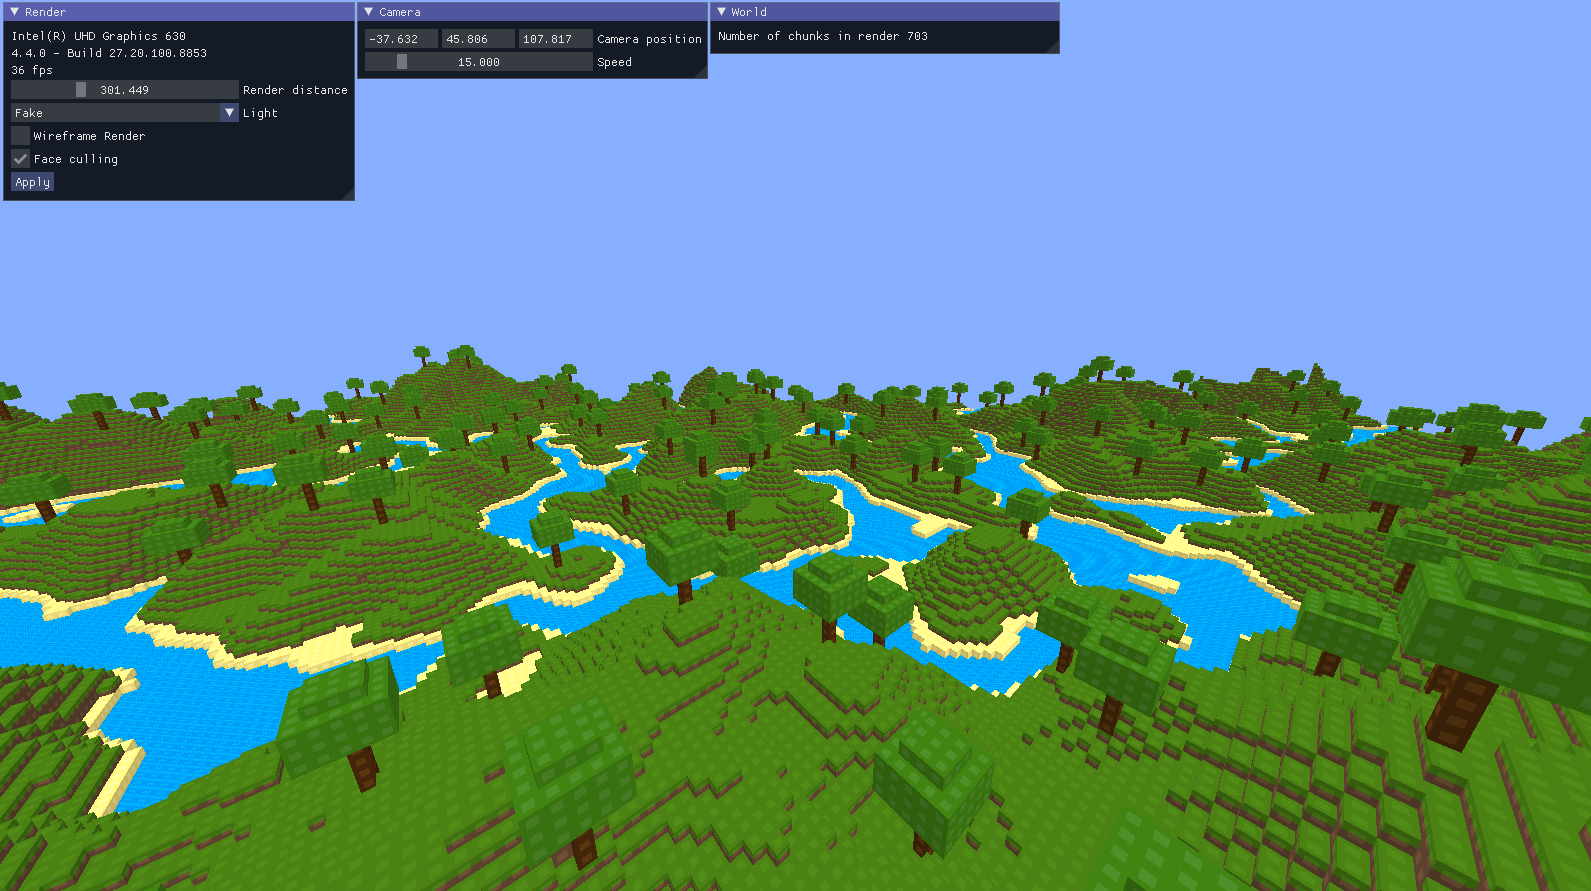 Render
Intel(R) UHD Graphics 630
4.4.0 - Build 27.20.100.8853
36 fps
301.449 Render distance
Fake Light
Wireframe Render
Face culling
Apply
Camera
-37.632 45.806 107.817 Camera position
15.000 Speed
World
Number of chunks in render 703